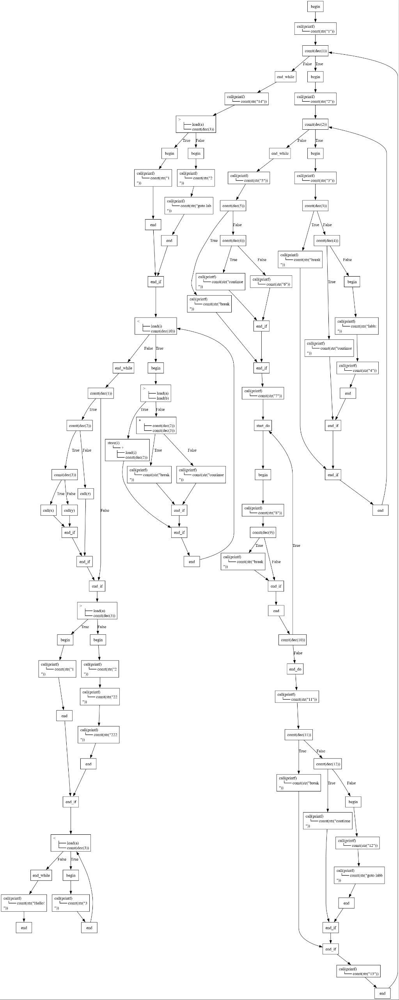 begin
call(printf)
const(str("1"))
const(dec(1))
False
True
end_while
begin
call(printf)
const(str("14"))
call(printf)
const(str("2"))
>
load(a)
const(dec(3))
const(dec(2))
True
False
False
True
begin
begin
end_while
begin
call(printf)
const(str("1
"))
call(printf)
const(str("2
"))
call(printf)
const(str("5"))
call(printf)
const(str("3"))
call(printf)
const(str("goto lab
"))
const(dec(5))
const(dec(3))
end
False
True
False
end
True
const(dec(6))
const(dec(4))
call(printf)
const(str("break
"))
True
False
False
end_if
call(printf)
const(str("continue
"))
call(printf)
const(str("6"))
True
begin
call(printf)
const(str("break
"))
<
load(i)
const(dec(10))
end_if
call(printf)
const(str("labb:
"))
False
True
call(printf)
const(str("continue
"))
end_while
begin
end_if
call(printf)
const(str("4"))
const(dec(1))
>
load(a)
load(b)
call(printf)
const(str("7"))
end
True
True
False
const(dec(2))
*
const(dec(2))
const(dec(3))
start_do
end_if
store(i)
+
load(i)
const(dec(2))
True
False
True
False
const(dec(3))
call(printf)
const(str("break
"))
call(printf)
const(str("continue
"))
begin
end_if
True
False
call(z)
call(x)
call(y)
False
end_if
call(printf)
const(str("8"))
end
end_if
end_if
const(dec(9))
True
True
False
end_if
end
call(printf)
const(str("break
"))
end_if
end_if
>
load(a)
const(dec(3))
end
True
False
begin
begin
const(dec(10))
False
call(printf)
const(str("1
"))
call(printf)
const(str("2
"))
end_do
call(printf)
const(str("22
"))
call(printf)
const(str("11"))
end
call(printf)
const(str("222
"))
const(dec(11))
True
False
end
const(dec(12))
call(printf)
const(str("break
"))
True
False
end_if
begin
call(printf)
const(str("continue
"))
<
load(a)
const(dec(3))
call(printf)
const(str("12"))
False
True
end_while
begin
call(printf)
const(str("goto labb
"))
call(printf)
const(str("Hello!
"))
call(printf)
const(str("3
"))
end
end
end
end_if
end_if
call(printf)
const(str("13"))
end